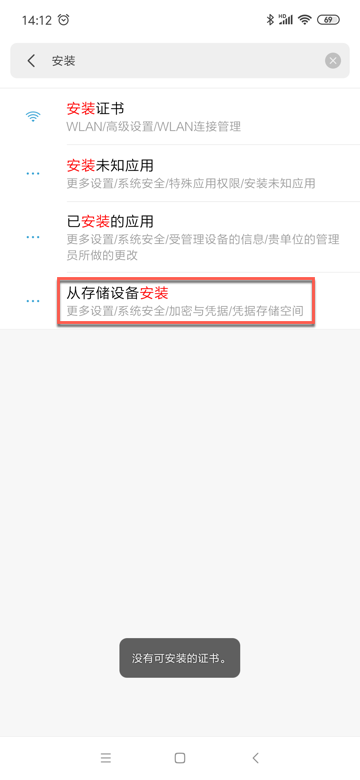 14:12 HD 69
安装
安装证书
WLAN/高级设置/WLAN连接管理
安装未知应用
更多设置/系统安全/特殊应用权限/安装未知应用
已安装的应用
更多设置/系统安全/受管理设备的信息/贵单位的管理
员所做的更改
从存储设备安装
更多设置/系统安全/加密与凭据/凭据存储空间
没有可安装的证书。